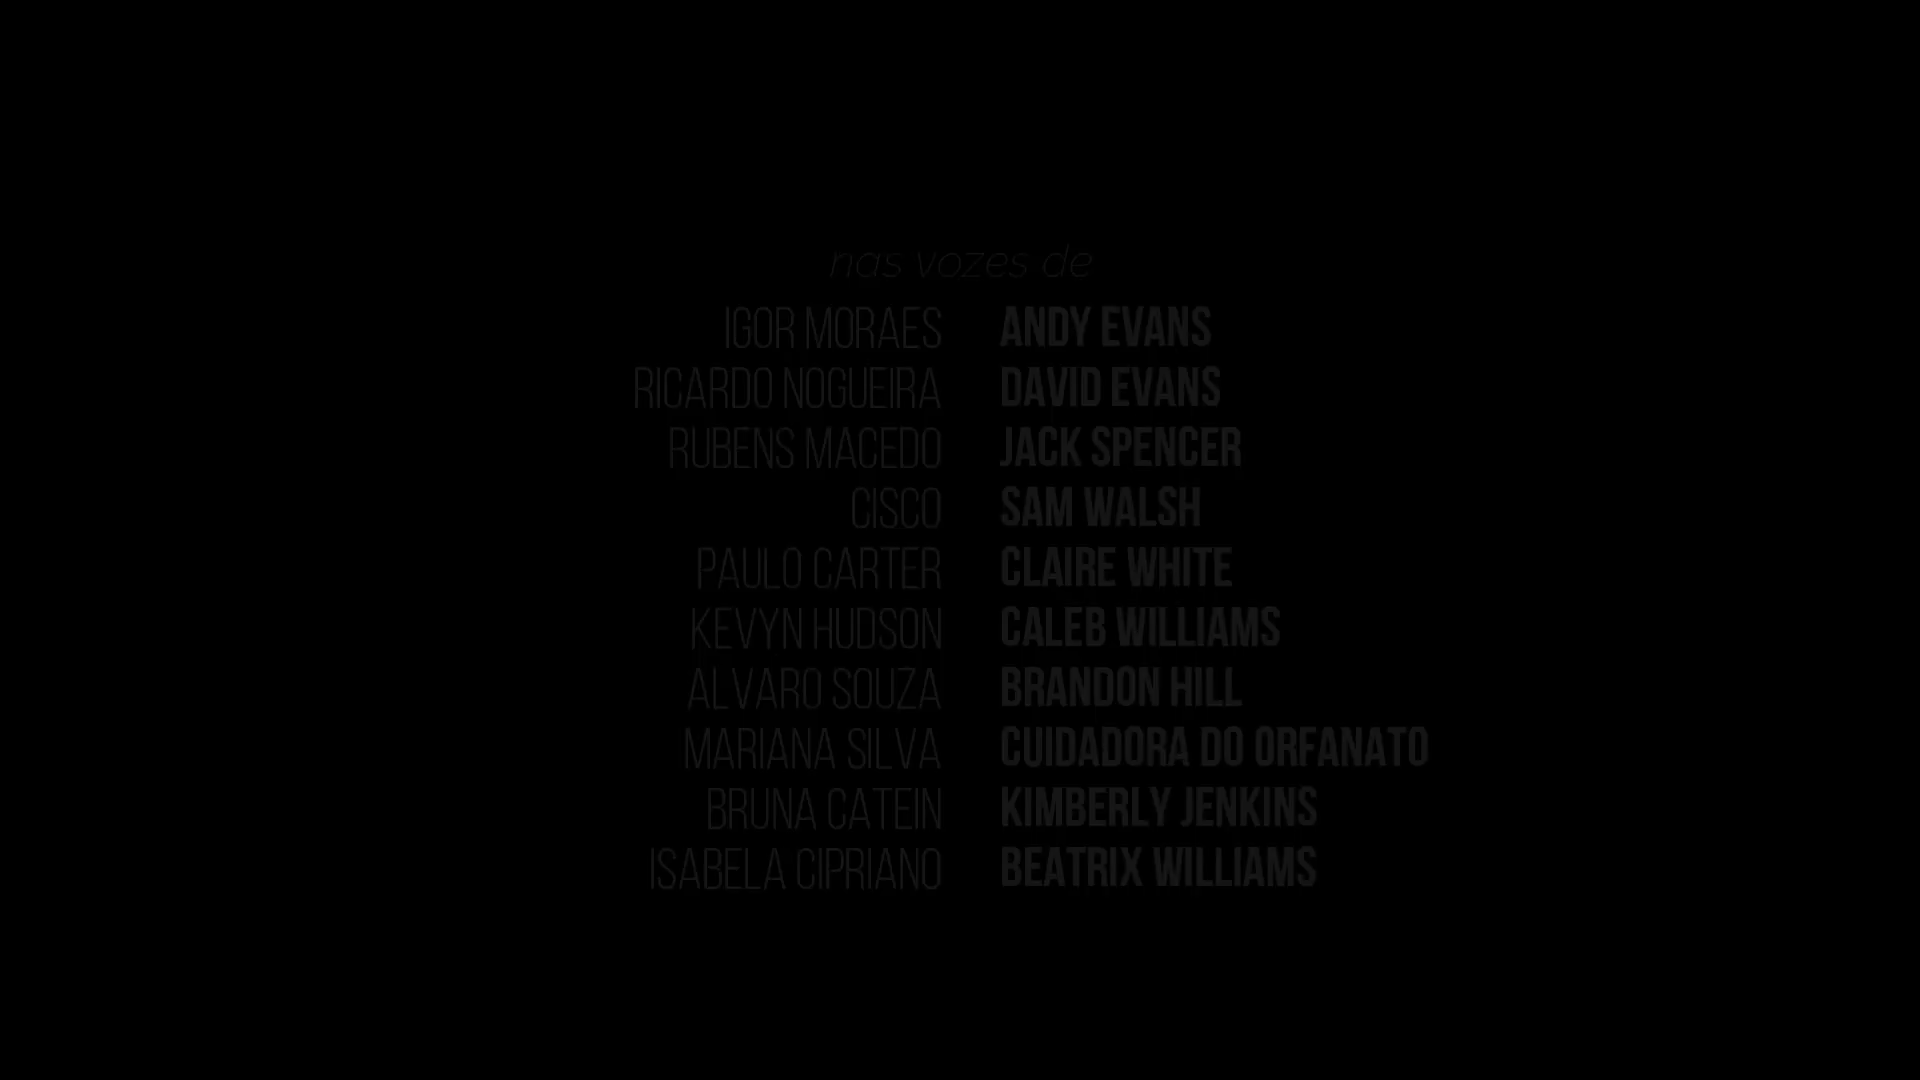 nas vozes de
IGOR MORAES ANDY EVANS
RICARDO NOGUEIRA DAVID EVANS
RUBENS MACEDO JACK SPENCER
CISCO SAM WALSH
PAULO CARTER CLAIRE WHITE
KEVYN HUDSON CALEB WILLIAMS
ALVARO SOUZA BRANDON HILL
MARIANA SILVA CUIDADORA DO ORFANATO
BRUNA CATEIN KIMBERLY JENKINS
ISABELA CIPRIANO BEATRIX WILLIAMS